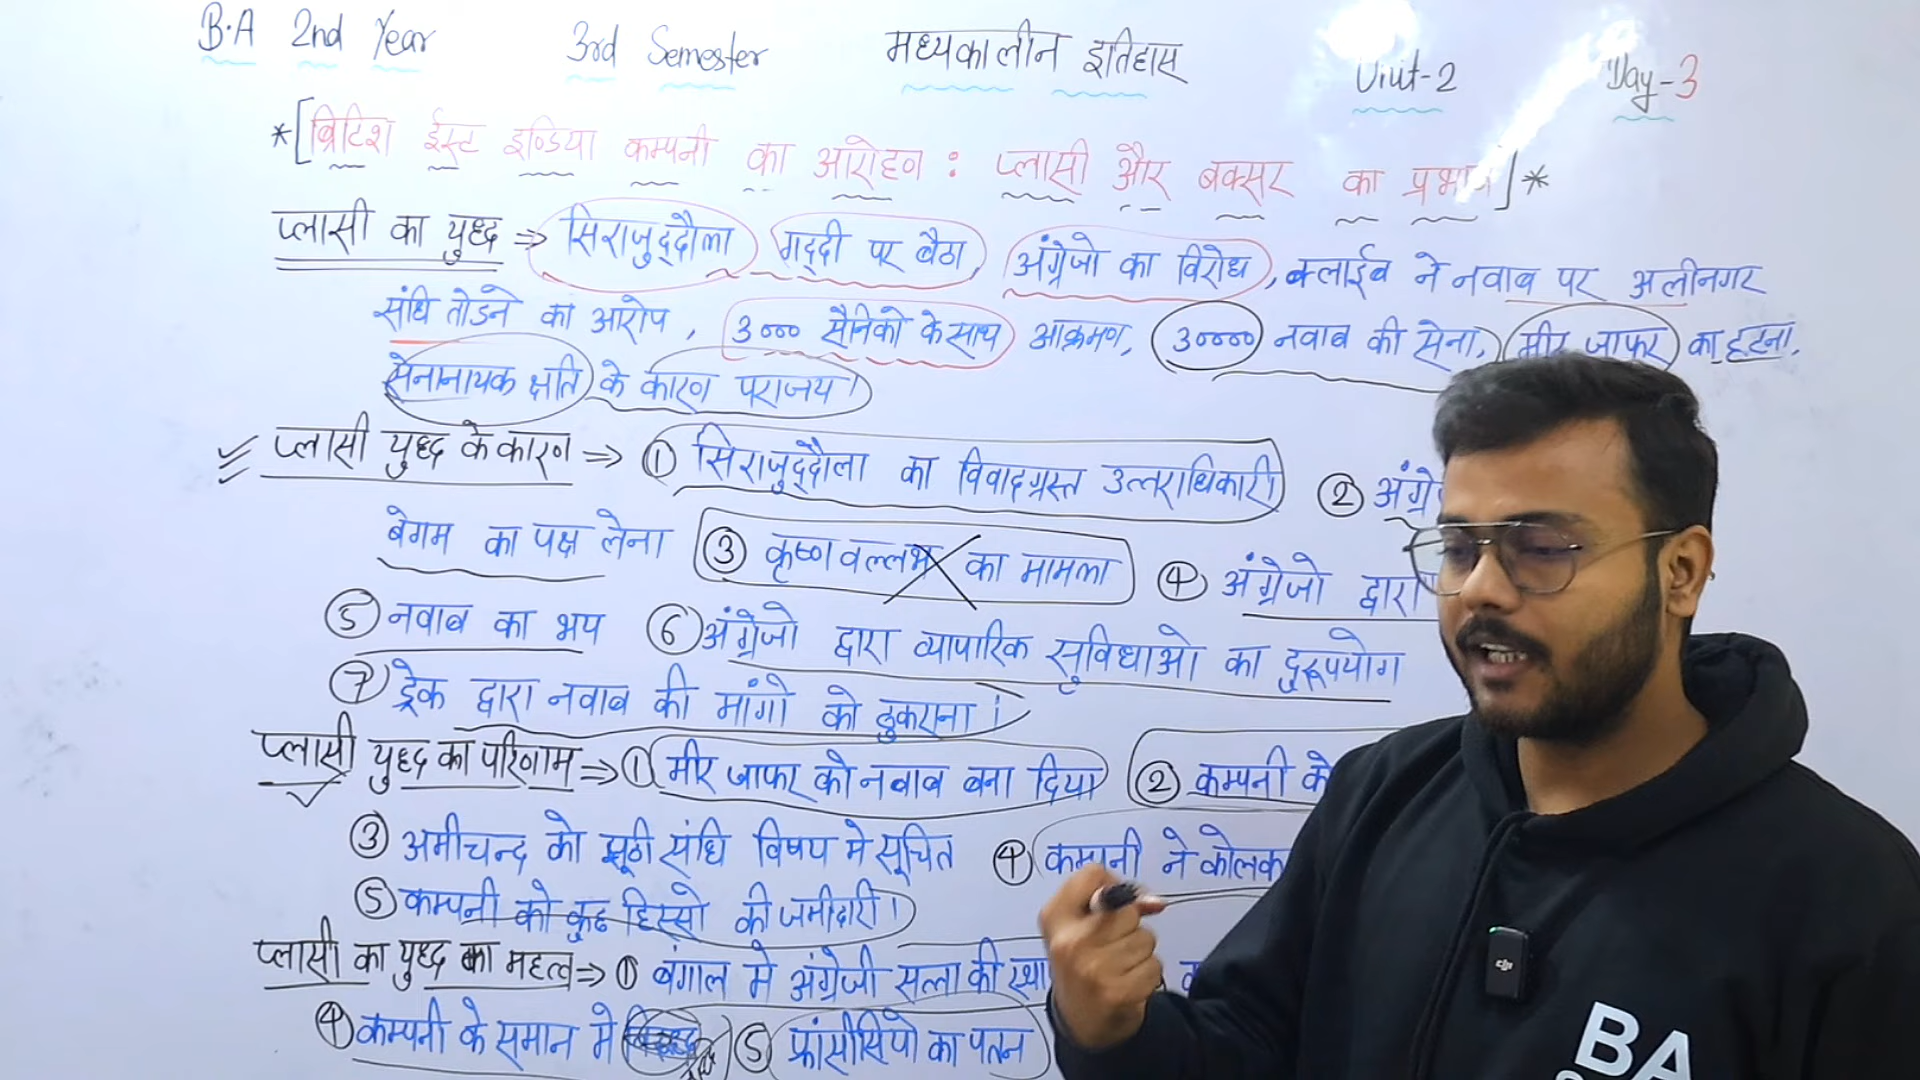 B.A 2nd Year 3rd Semester मध्यकालीन इतिहास Unit-2 Day-3
*[ब्रिटिश ईस्ट इण्डिया कम्पनी का आरोहण : प्लासी और बक्सर का प्रभाव]*
प्लासी का युध्द ⇒ सिराजुद्दौला गद्दी पर बैठा, अंग्रेजो का विरोध, क्लाईव ने नवाब पर अलीनगर
संधि तोडने का आरोप, 3000 सैनिको के साथ आक्रमण, 30000 नवाब की सेना, मीर जाफर का हटना,
सेनानायक क्षति के कारण पराजय।
प्लासी युध्द के कारण ⇒ ① सिराजुद्दौला का विवादग्रस्त उत्तराधिकारी ②
बेगम का पक्ष लेना ③ कृष्ण वल्लभ का मामला ④ अंग्रेजो द्वारा
⑤ नवाब का भय ⑥ अंग्रेजो द्वारा व्यापारिक सुविधाओ का दुरूपयोग
⑦ ड्रेक द्वारा नवाब की मांगो को ठुकराना।
प्लासी युध्द का परिणाम ⇒ ① मीर जाफर को नवाब बना दिया ② कम्पनी को
③ अमीचन्द को झूठी संधि विषय मे सूचित ④ कम्पनी ने
⑤ कम्पनी को कुछ हिस्सो की जमीदारी।
प्लासी का युध्द का महत्व ⇒ ① बंगाल मे अंग्रेजी सत्ता की
④ कम्पनी के समान मे ⑤ फ्रांसीसियो का पतन
dji
BA